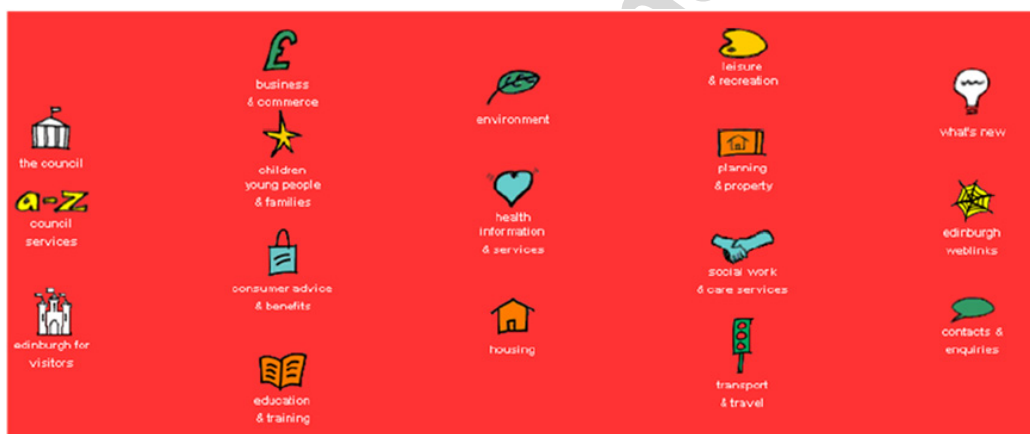 the council
a-z
council
services
edinburgh for
visitors
business
& commerce
children
young people
& families
consumer advice
& benefits
education
& training
environment
health
information
& services
housing
leisure
& recreation
planning
& property
social work
& care services
transport
& travel
what's new
edinburgh
weblinks
contacts &
enquiries